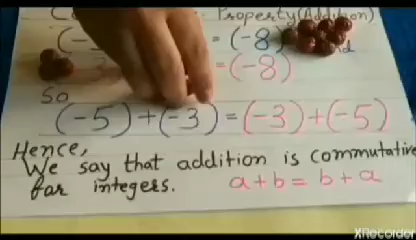 Property (Addition)
= (-8) and
= (-8)
So
(-5)+(-3)=(-3)+(-5)
Hence,
We say that addition is commutative
for integers. a+b=b+a
XRecorder